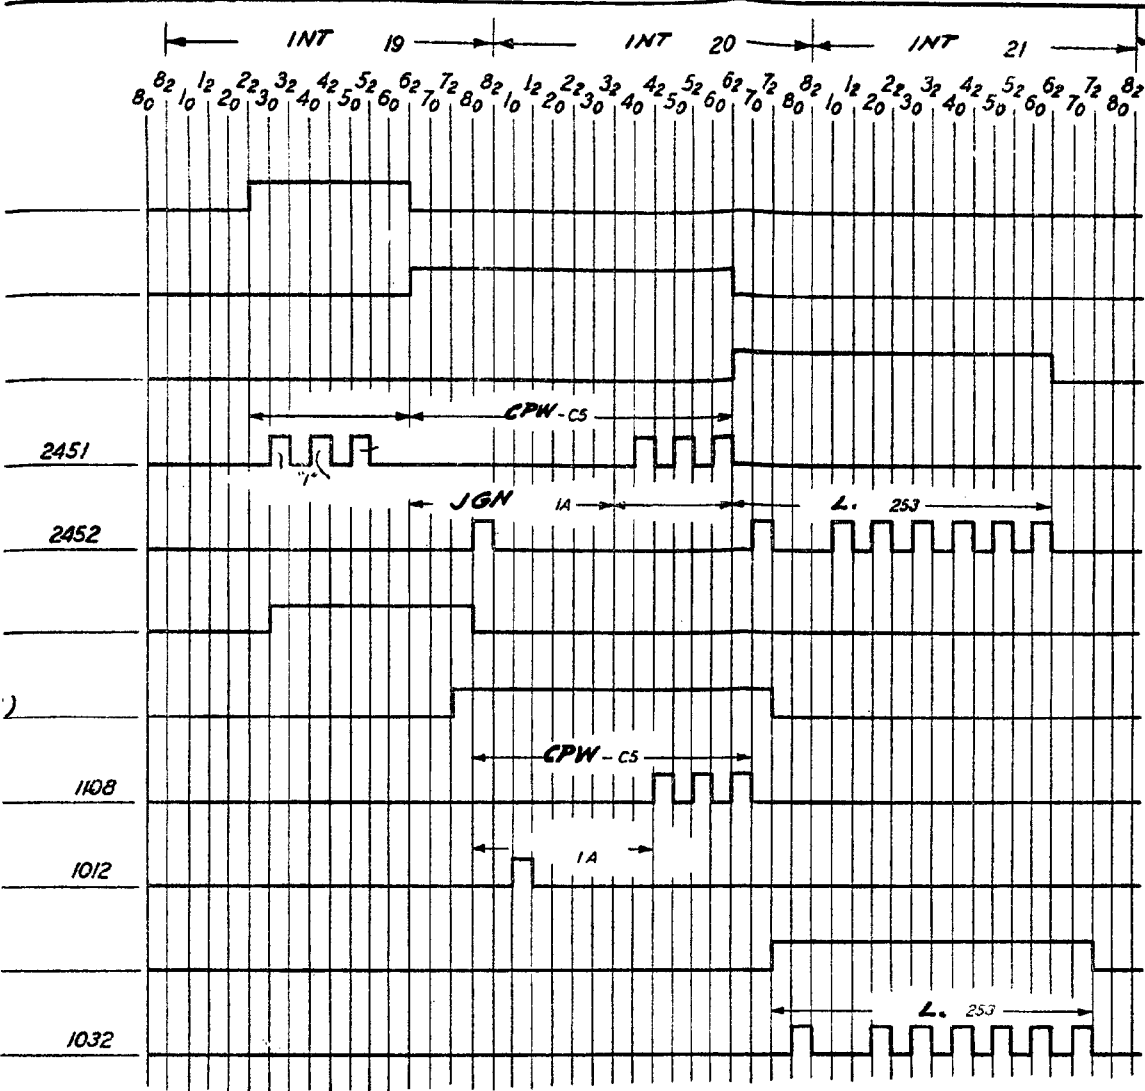 INT 19 INT 20 INT 21
8₂ 1₂ 2₂ 3₂ 4₂ 5₂ 6₂ 7₂ 8₂ 1₂ 2₂ 3₂ 4₂ 5₂ 6₂ 7₂ 8₂ 1₂ 2₂ 3₂ 4₂ 5₂ 6₂ 7₂ 8₂
8₀ 1₀ 2₀ 3₀ 4₀ 5₀ 6₀ 7₀ 8₀ 1₀ 2₀ 3₀ 4₀ 5₀ 6₀ 7₀ 8₀ 1₀ 2₀ 3₀ 4₀ 5₀ 6₀ 7₀ 8₀
CPW-C5
2451
"1"
JGN 1A L. 253
2452
)
CPW-C5
1108
1A
1012
L. 253
1032